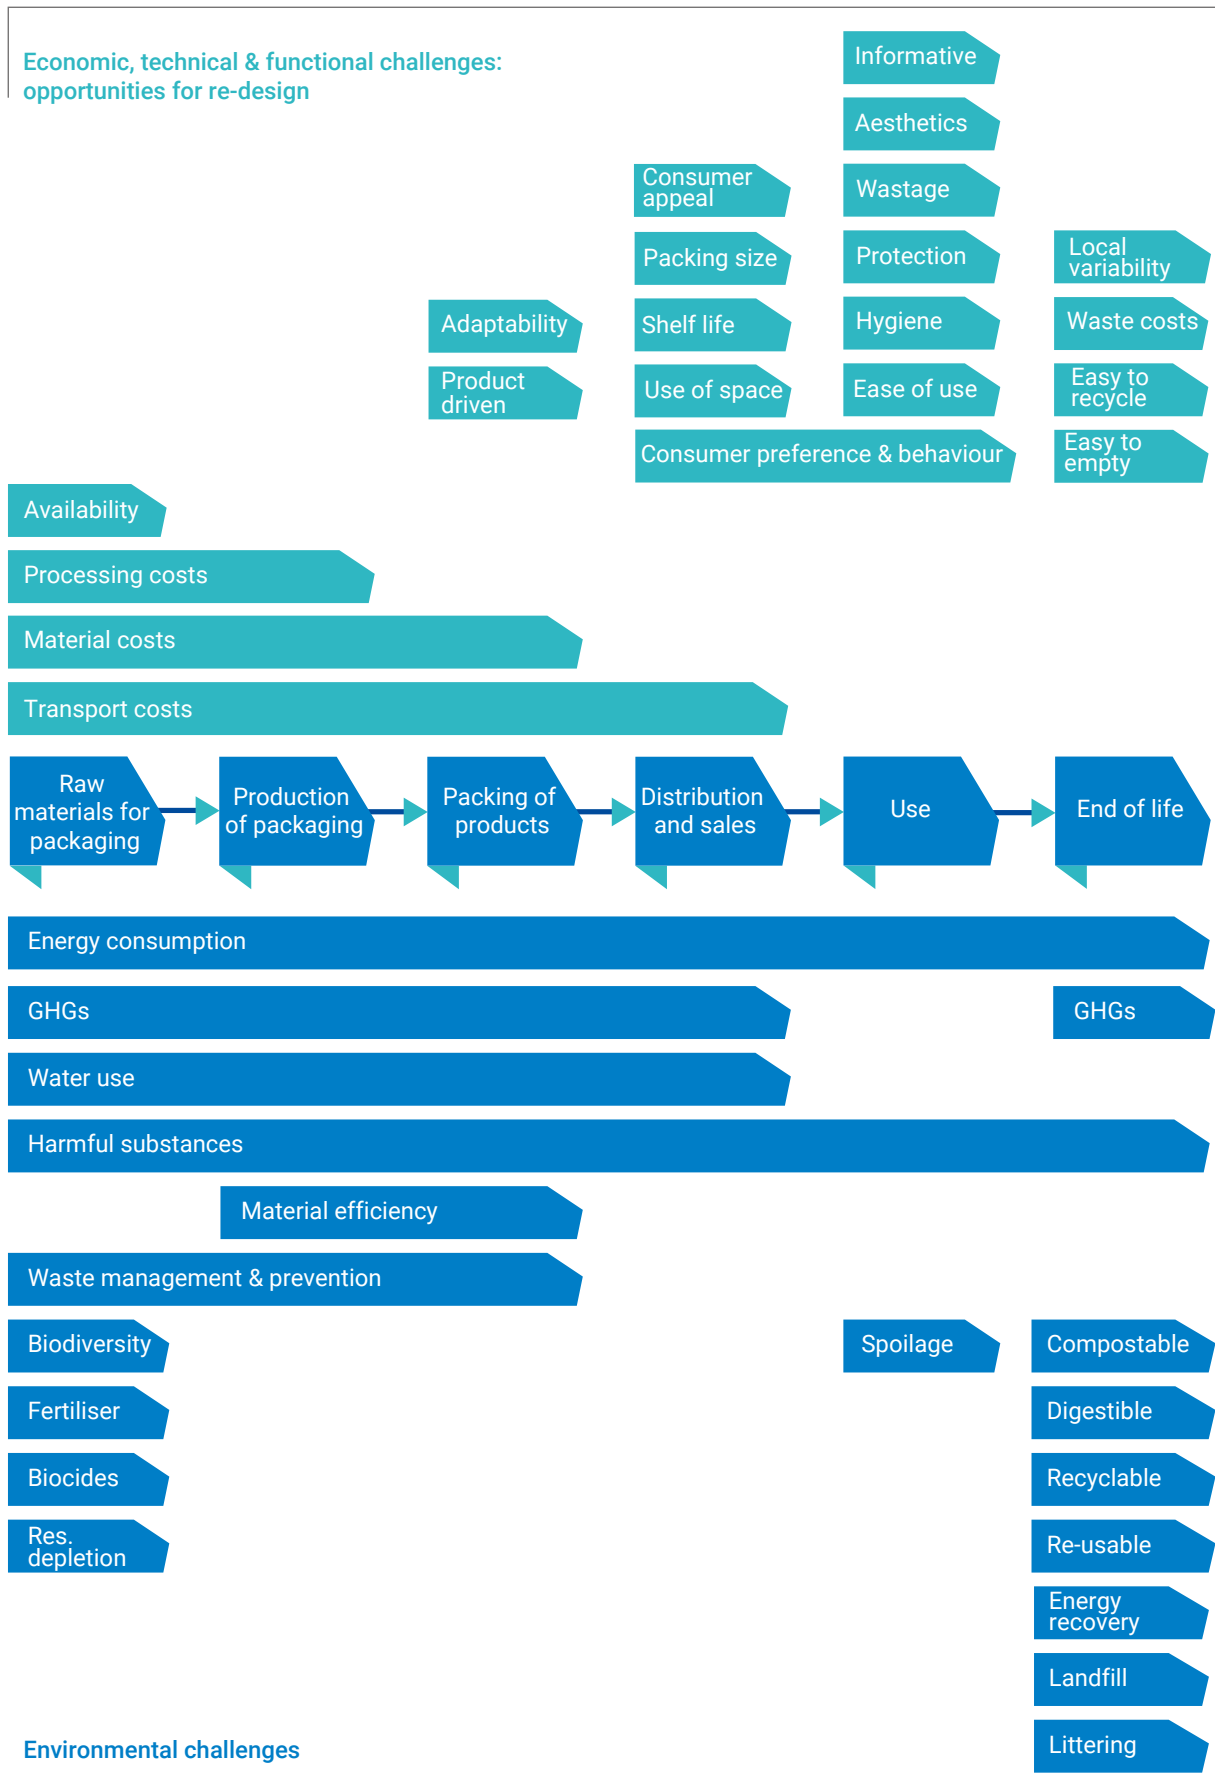 Economic, technical & functional challenges:
opportunities for re-design
Informative
Aesthetics
Consumer
appeal
Wastage
Packing size
Protection
Local
variability
Adaptability
Shelf life
Hygiene
Waste costs
Product
driven
Use of space
Ease of use
Easy to
recycle
Consumer preference & behaviour
Easy to
empty
Availability
Processing costs
Material costs
Transport costs
Raw
materials for
packaging
Production
of packaging
Packing of
products
Distribution
and sales
Use
End of life
Energy consumption
GHGs
GHGs
Water use
Harmful substances
Material efficiency
Waste management & prevention
Biodiversity
Spoilage
Compostable
Fertiliser
Digestible
Biocides
Recyclable
Res.
depletion
Re-usable
Energy
recovery
Landfill
Littering
Environmental challenges